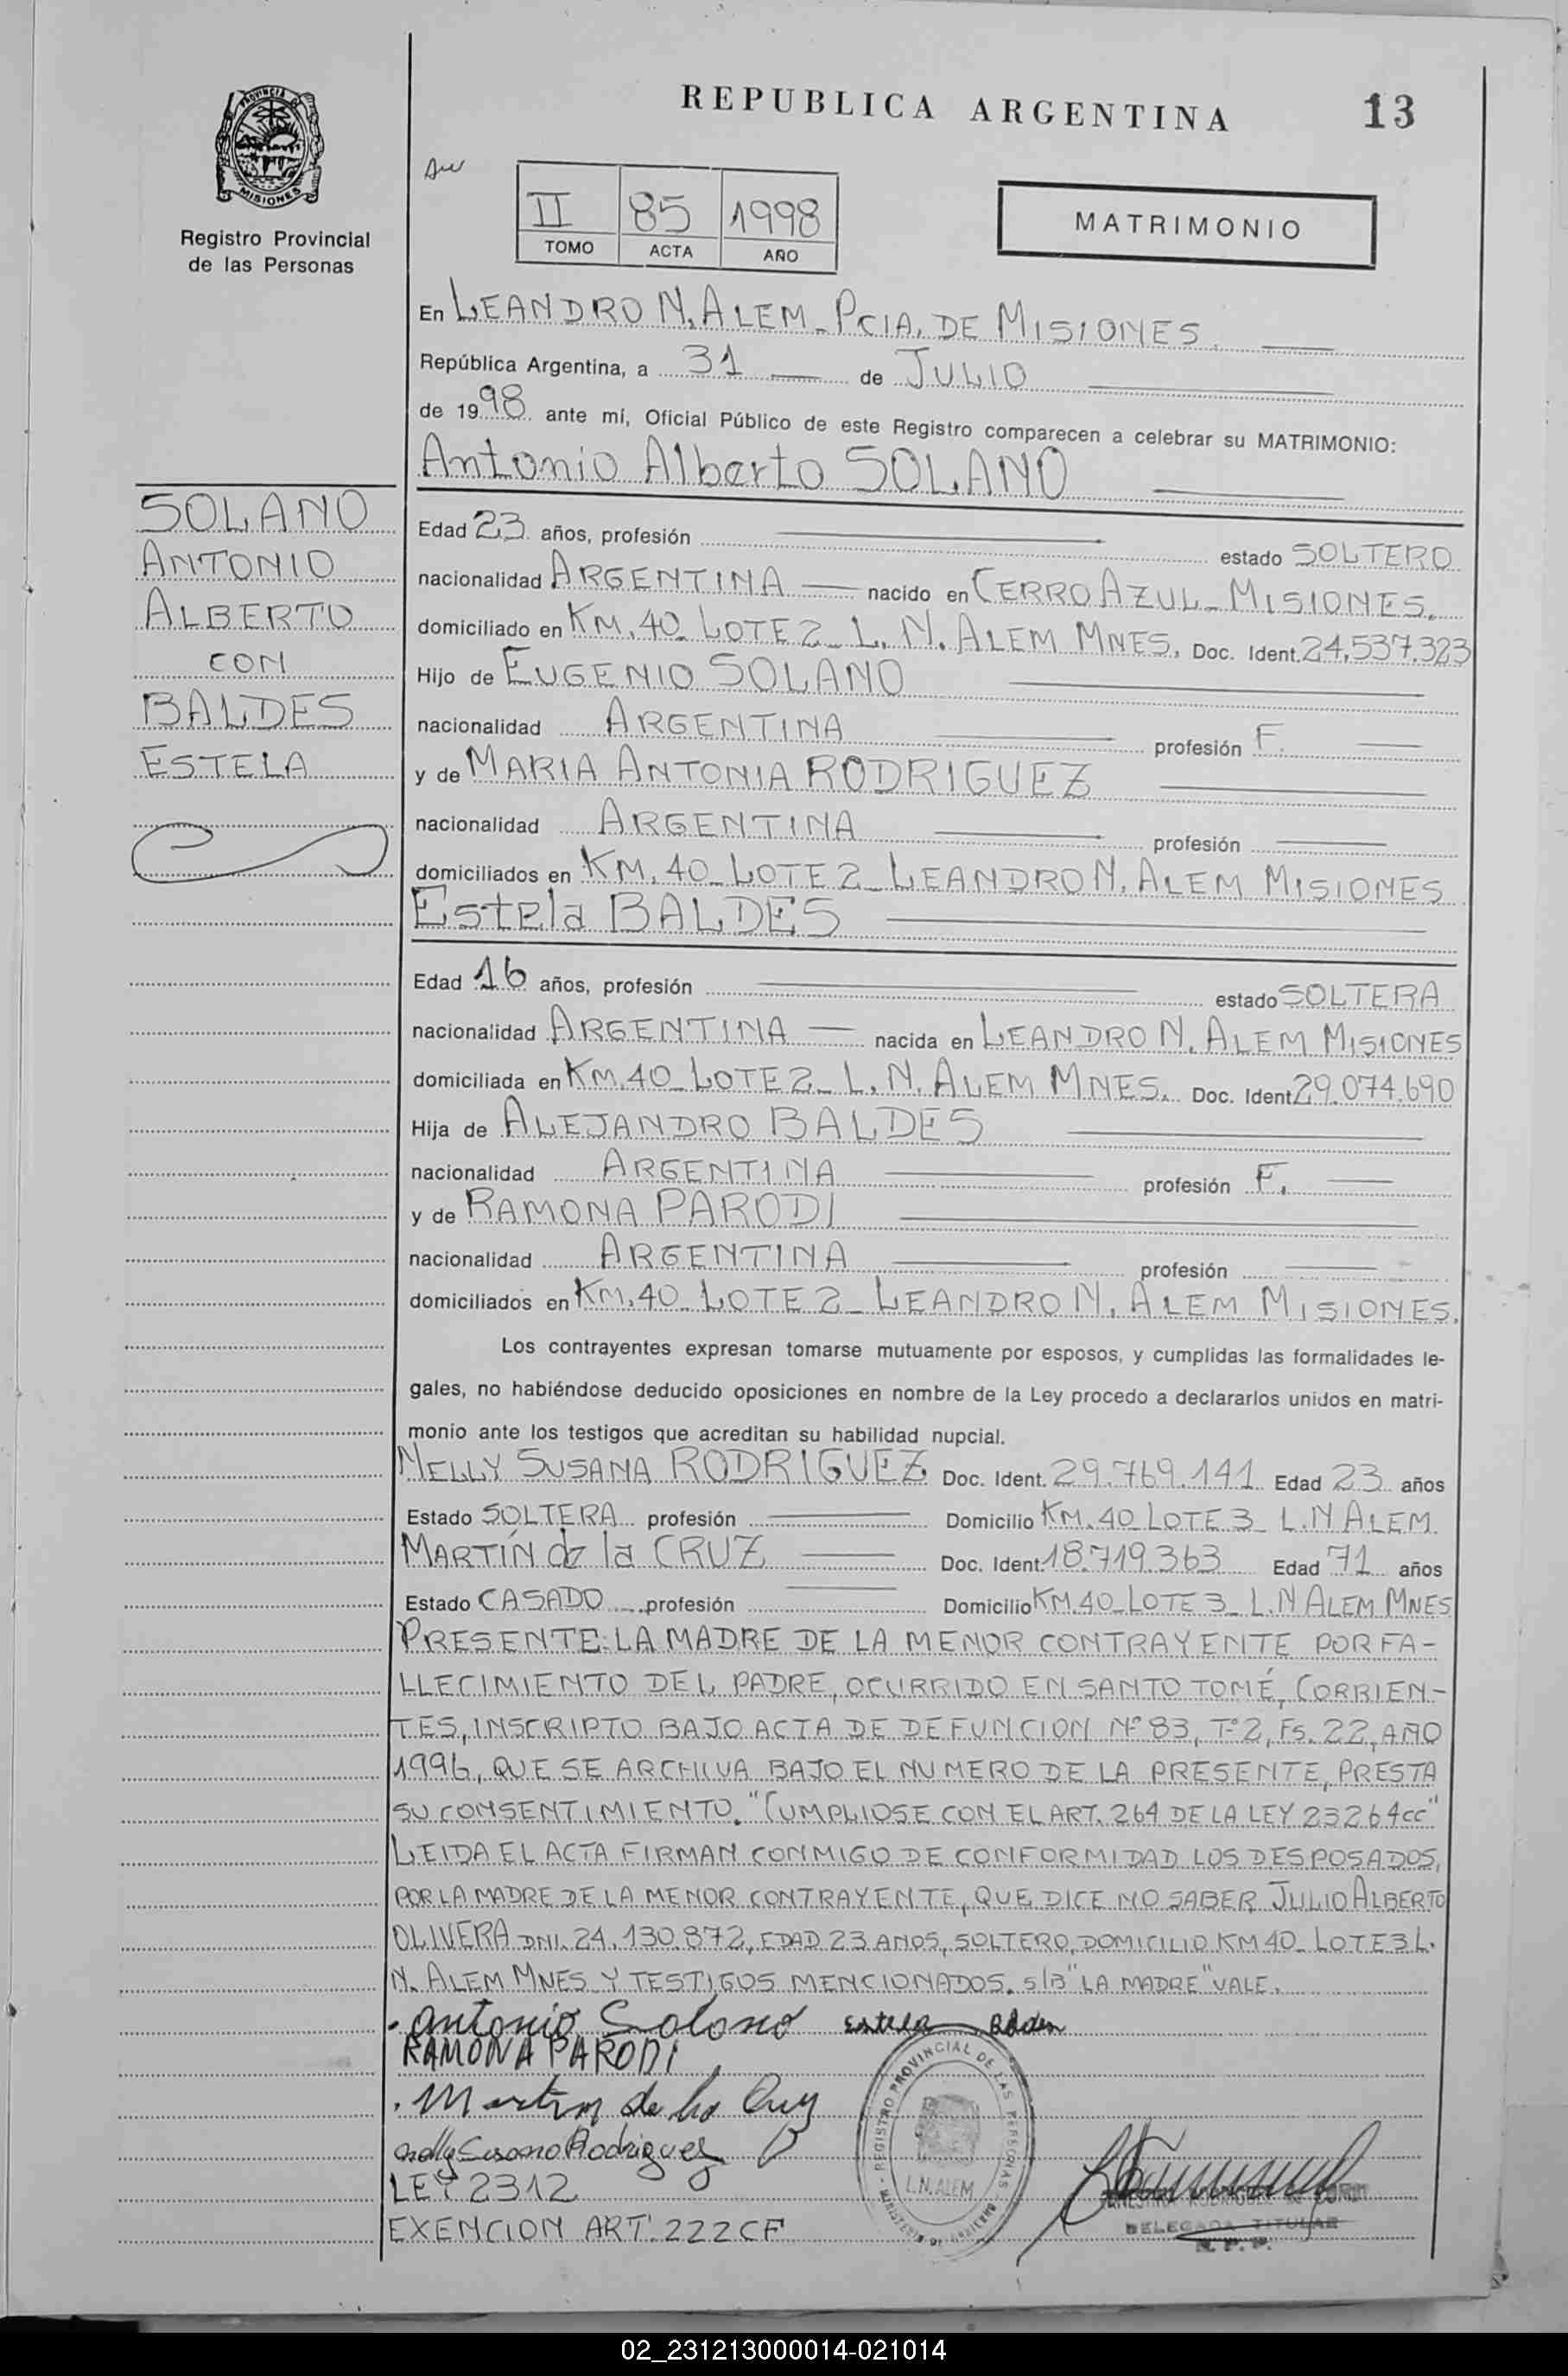 REPUBLICA ARGENTINA
13
PROVINCIA DE
MISIONES
Registro Provincial
de las Personas
II 85 1998
TOMO ACTA AÑO
MATRIMONIO
En LEANDRO N. ALEM - PCIA. DE MISIONES.
República Argentina, a 31 de JULIO
de 1998 ante mí, Oficial Público de este Registro comparecen a celebrar su MATRIMONIO:
Antonio Alberto SOLANO
SOLANO
ANTONIO
ALBERTO
CON
BALDES
ESTELA
Edad 23 años, profesión estado SOLTERO
nacionalidad ARGENTINA nacido en CERRO AZUL - MISIONES.
domiciliado en KM. 40 - LOTE 2 - L. N. ALEM MNES. Doc. Ident. 24.537.323
Hijo de EUGENIO SOLANO
nacionalidad ARGENTINA profesión F.
y de MARIA ANTONIA RODRIGUEZ
nacionalidad ARGENTINA profesión
domiciliados en KM. 40 - LOTE 2 - LEANDRO N. ALEM MISIONES
Estela BALDES
Edad 16 años, profesión estado SOLTERA
nacionalidad ARGENTINA nacida en LEANDRO N. ALEM MISIONES
domiciliada en KM. 40 - LOTE 2 - L. N. ALEM MNES. Doc. Ident. 29.074.690
Hija de ALEJANDRO BALDES
nacionalidad ARGENTINA profesión F.
y de RAMONA PARODI
nacionalidad ARGENTINA profesión
domiciliados en KM. 40 - LOTE 2 - LEANDRO N. ALEM MISIONES.
Los contrayentes expresan tomarse mutuamente por esposos, y cumplidas las formalidades le-
gales, no habiéndose deducido oposiciones en nombre de la Ley procedo a declararlos unidos en matri-
monio ante los testigos que acreditan su habilidad nupcial.
NELLY SUSANA RODRIGUEZ Doc. Ident. 29.769.141 Edad 23 años
Estado SOLTERA profesión Domicilio KM. 40 LOTE 3 - L. N ALEM
MARTÍN de la CRUZ Doc. Ident. 18.719.363 Edad 71 años
Estado CASADO profesión Domicilio KM. 40 - LOTE 3 - L. N ALEM MNES
PRESENTE: LA MADRE DE LA MENOR CONTRAYENTE POR FA-
LLECIMIENTO DEL PADRE, OCURRIDO EN SANTO TOMÉ, CORRIEN-
TES, INSCRIPTO BAJO ACTA DE DEFUNCION Nº 83, Tº 2, Fs. 22, AÑO
1996, QUE SE ARCHIVA BAJO EL NUMERO DE LA PRESENTE, PRESTA
SU CONSENTIMIENTO. "CUMPLIOSE CON EL ART. 264 DE LA LEY 23264 CC"
LEIDA EL ACTA FIRMAN CONMIGO DE CONFORMIDAD LOS DESPOSADOS,
POR LA MADRE DE LA MENOR CONTRAYENTE, QUE DICE NO SABER, JULIO ALBERTO
OLIVERA DNI. 24.130.872, EDAD 23 AÑOS, SOLTERO, DOMICILIO KM 40 - LOTE 3 L.
N. ALEM MNES Y TESTIGOS MENCIONADOS. s/B "LA MADRE" VALE.
Antonio Solano Estela
RAMONA PARODI
Martin de la Cruz
Nelly Susana Rodriguez
LEY 2312
EXENCION ART. 222 CF
REGISTRO PROVINCIAL DE LAS PERSONAS
L.N. ALEM
DELEGADA TITULAR
R. P. P.
02_231213000014-021014